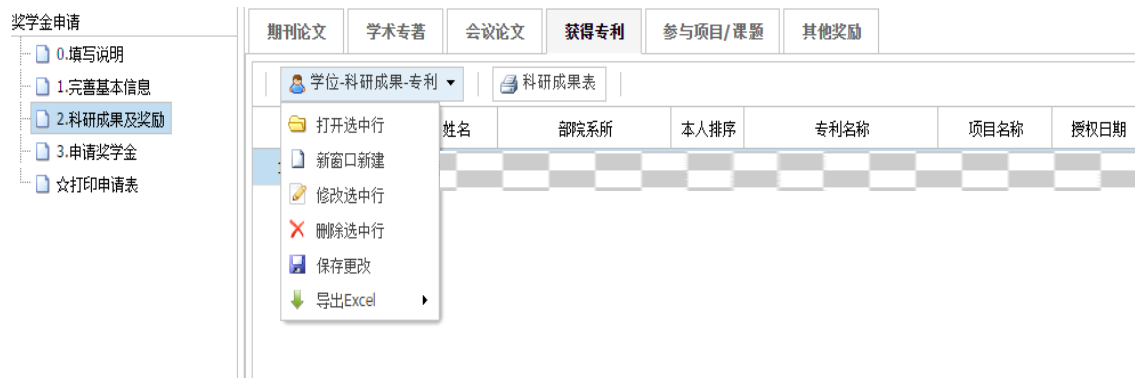 奖学金申请
0.填写说明
1.完善基本信息
2.科研成果及奖励
3.申请奖学金
☆打印申请表
期刊论文 学术专著 会议论文 获得专利 参与项目/课题 其他奖励
学位-科研成果-专利 科研成果表
姓名 部院系所 本人排序 专利名称 项目名称 授权日期
打开选中行
新窗口新建
修改选中行
删除选中行
保存更改
导出Excel